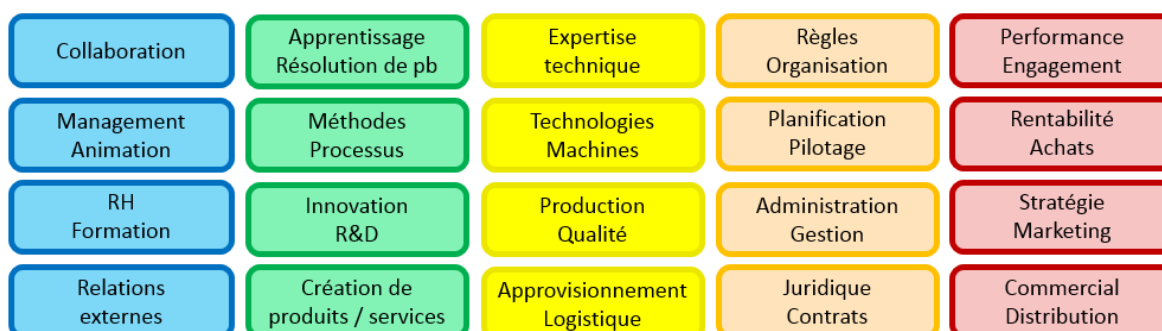 Collaboration
Apprentissage
Résolution de pb
Expertise
technique
Règles
Organisation
Performance
Engagement
Management
Animation
Méthodes
Processus
Technologies
Machines
Planification
Pilotage
Rentabilité
Achats
RH
Formation
Innovation
R&D
Production
Qualité
Administration
Gestion
Stratégie
Marketing
Relations
externes
Création de
produits / services
Approvisionnement
Logistique
Juridique
Contrats
Commercial
Distribution